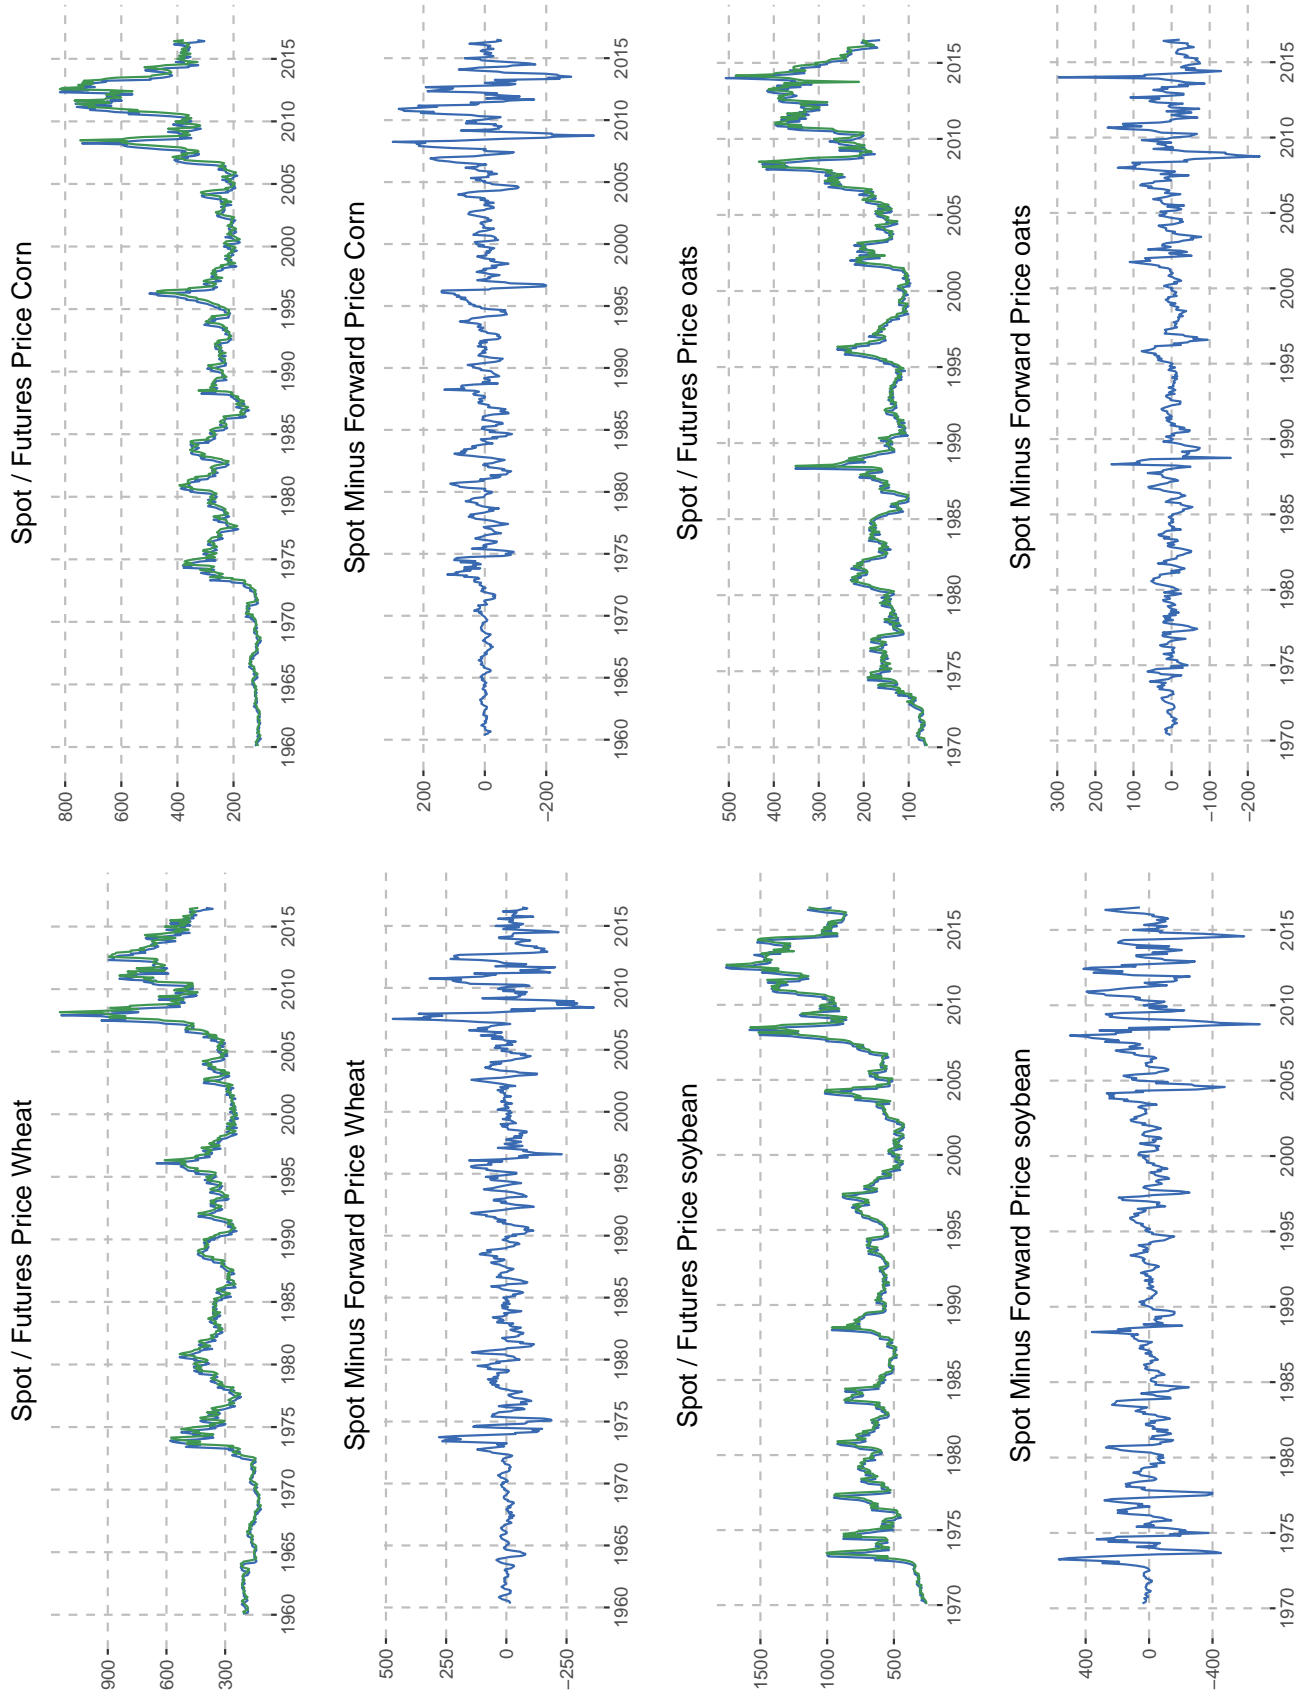 Spot / Futures Price Wheat
900
600
300
1960 1965 1970 1975 1980 1985 1990 1995 2000 2005 2010 2015
Spot / Futures Price Corn
800
600
400
200
1960 1965 1970 1975 1980 1985 1990 1995 2000 2005 2010 2015
Spot Minus Forward Price Wheat
500
250
0
−250
1960 1965 1970 1975 1980 1985 1990 1995 2000 2005 2010 2015
Spot Minus Forward Price Corn
200
0
−200
1960 1965 1970 1975 1980 1985 1990 1995 2000 2005 2010 2015
Spot / Futures Price soybean
1500
1000
500
1970 1975 1980 1985 1990 1995 2000 2005 2010 2015
Spot / Futures Price oats
500
400
300
200
100
1970 1975 1980 1985 1990 1995 2000 2005 2010 2015
Spot Minus Forward Price soybean
400
0
−400
1970 1975 1980 1985 1990 1995 2000 2005 2010 2015
Spot Minus Forward Price oats
300
200
100
0
−100
−200
1970 1975 1980 1985 1990 1995 2000 2005 2010 2015